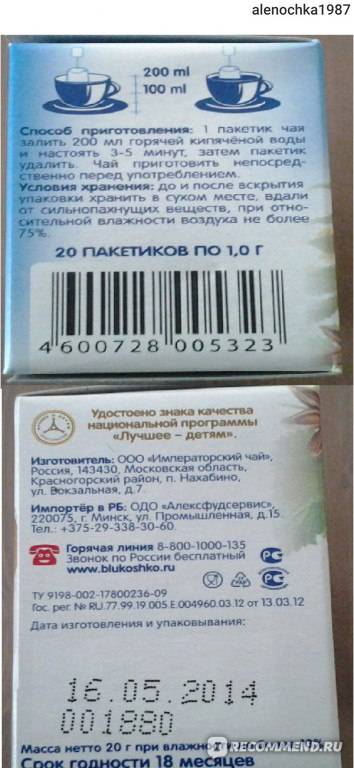 alenochka1987
200 ml
100 ml
Способ приготовления: 1 пакетик чая
залить 200 мл горячей кипячёной воды
и настоять 3-5 минут, затем пакетик
удалить. Чай приготовить непосред-
ственно перед употреблением.
Условия хранения: до и после вскрытия
упаковки хранить в сухом месте, вдали
от сильнопахнущих веществ, при отно-
сительной влажности воздуха не более
75%.
20 ПАКЕТИКОВ ПО 1,0 Г
4 600728 005323
Удостоено знака качества
национальной программы
«Лучшее – детям».
Изготовитель: ООО «Императорский чай»,
Россия, 143430, Московская область,
Красногорский район, п. Нахабино,
ул. Вокзальная, д.7.
Импортёр в РБ: ОДО «Алексфудсервис»,
220075, г. Минск, ул. Промышленная, д.15.
Тел.: +375-29-338-30-60.
Горячая линия 8-800-1000-135
Звонок по России бесплатный
www.blukoshko.ru
ТУ 9198-002-17800236-09
Гос. рег. № RU.77.99.19.005.Е.004960.03.12 от 13.03.12
Дата изготовления и упаковывания:
16.05.2014
001880
Масса нетто 20 г при влажности
Срок годности 18 месяцев
IRECOMMEND.RU